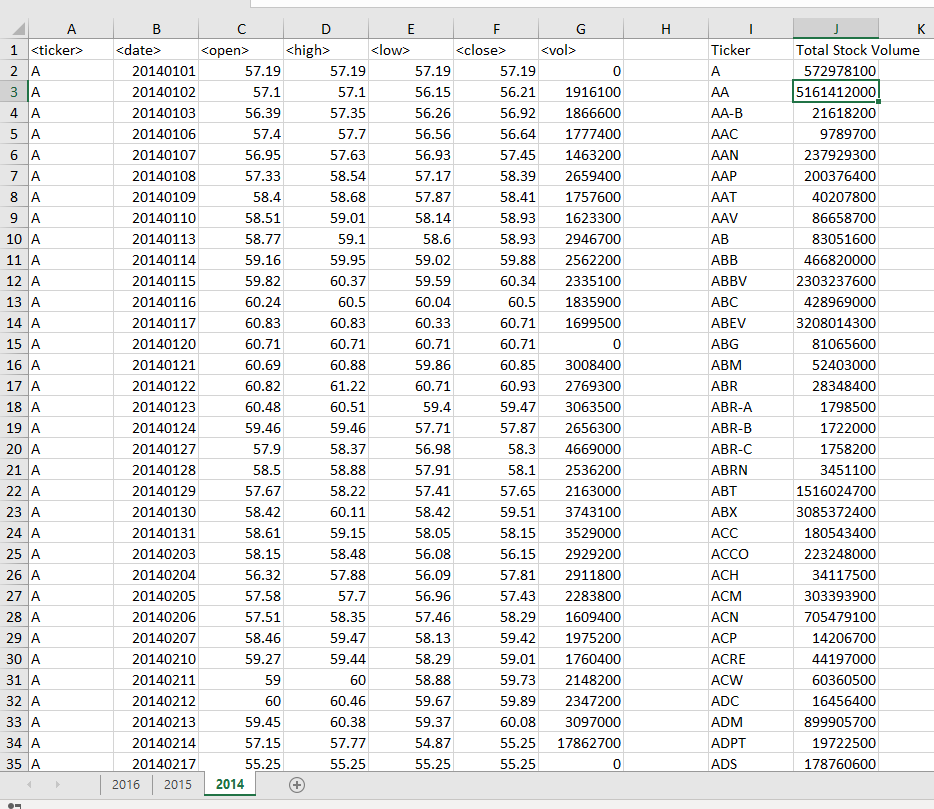 A B C D E F G H I J K
1 <ticker> <date> <open> <high> <low> <close> <vol> Ticker Total Stock Volume
2 A 20140101 57.19 57.19 57.19 57.19 0 A 572978100
3 A 20140102 57.1 57.1 56.15 56.21 1916100 AA 5161412000
4 A 20140103 56.39 57.35 56.26 56.92 1866600 AA-B 21618200
5 A 20140106 57.4 57.7 56.56 56.64 1777400 AAC 9789700
6 A 20140107 56.95 57.63 56.93 57.45 1463200 AAN 237929300
7 A 20140108 57.33 58.54 57.17 58.39 2659400 AAP 200376400
8 A 20140109 58.4 58.68 57.87 58.41 1757600 AAT 40207800
9 A 20140110 58.51 59.01 58.14 58.93 1623300 AAV 86658700
10 A 20140113 58.77 59.1 58.6 58.93 2946700 AB 83051600
11 A 20140114 59.16 59.95 59.02 59.88 2562200 ABB 466820000
12 A 20140115 59.82 60.37 59.59 60.34 2335100 ABBV 2303237600
13 A 20140116 60.24 60.5 60.04 60.5 1835900 ABC 428969000
14 A 20140117 60.83 60.83 60.33 60.71 1699500 ABEV 3208014300
15 A 20140120 60.71 60.71 60.71 60.71 0 ABG 81065600
16 A 20140121 60.69 60.88 59.86 60.85 3008400 ABM 52403000
17 A 20140122 60.82 61.22 60.71 60.93 2769300 ABR 28348400
18 A 20140123 60.48 60.51 59.4 59.47 3063500 ABR-A 1798500
19 A 20140124 59.46 59.46 57.71 57.87 2656300 ABR-B 1722000
20 A 20140127 57.9 58.37 56.98 58.3 4669000 ABR-C 1758200
21 A 20140128 58.5 58.88 57.91 58.1 2536200 ABRN 3451100
22 A 20140129 57.67 58.22 57.41 57.65 2163000 ABT 1516024700
23 A 20140130 58.42 60.11 58.42 59.51 3743100 ABX 3085372400
24 A 20140131 58.61 59.15 58.05 58.15 3529000 ACC 180543400
25 A 20140203 58.15 58.48 56.08 56.15 2929200 ACCO 223248000
26 A 20140204 56.32 57.88 56.09 57.81 2911800 ACH 34117500
27 A 20140205 57.58 57.7 56.96 57.43 2283800 ACM 303393900
28 A 20140206 57.51 58.35 57.46 58.29 1609400 ACN 705479100
29 A 20140207 58.46 59.47 58.13 59.42 1975200 ACP 14206700
30 A 20140210 59.27 59.44 58.29 59.01 1760400 ACRE 44197000
31 A 20140211 59 60 58.88 59.73 2148200 ACW 60360500
32 A 20140212 60 60.46 59.67 59.89 2347200 ADC 16456400
33 A 20140213 59.45 60.38 59.37 60.08 3097000 ADM 899905700
34 A 20140214 57.15 57.77 54.87 55.25 17862700 ADPT 19722500
35 A 20140217 55.25 55.25 55.25 55.25 0 ADS 178760600
2016 2015 2014